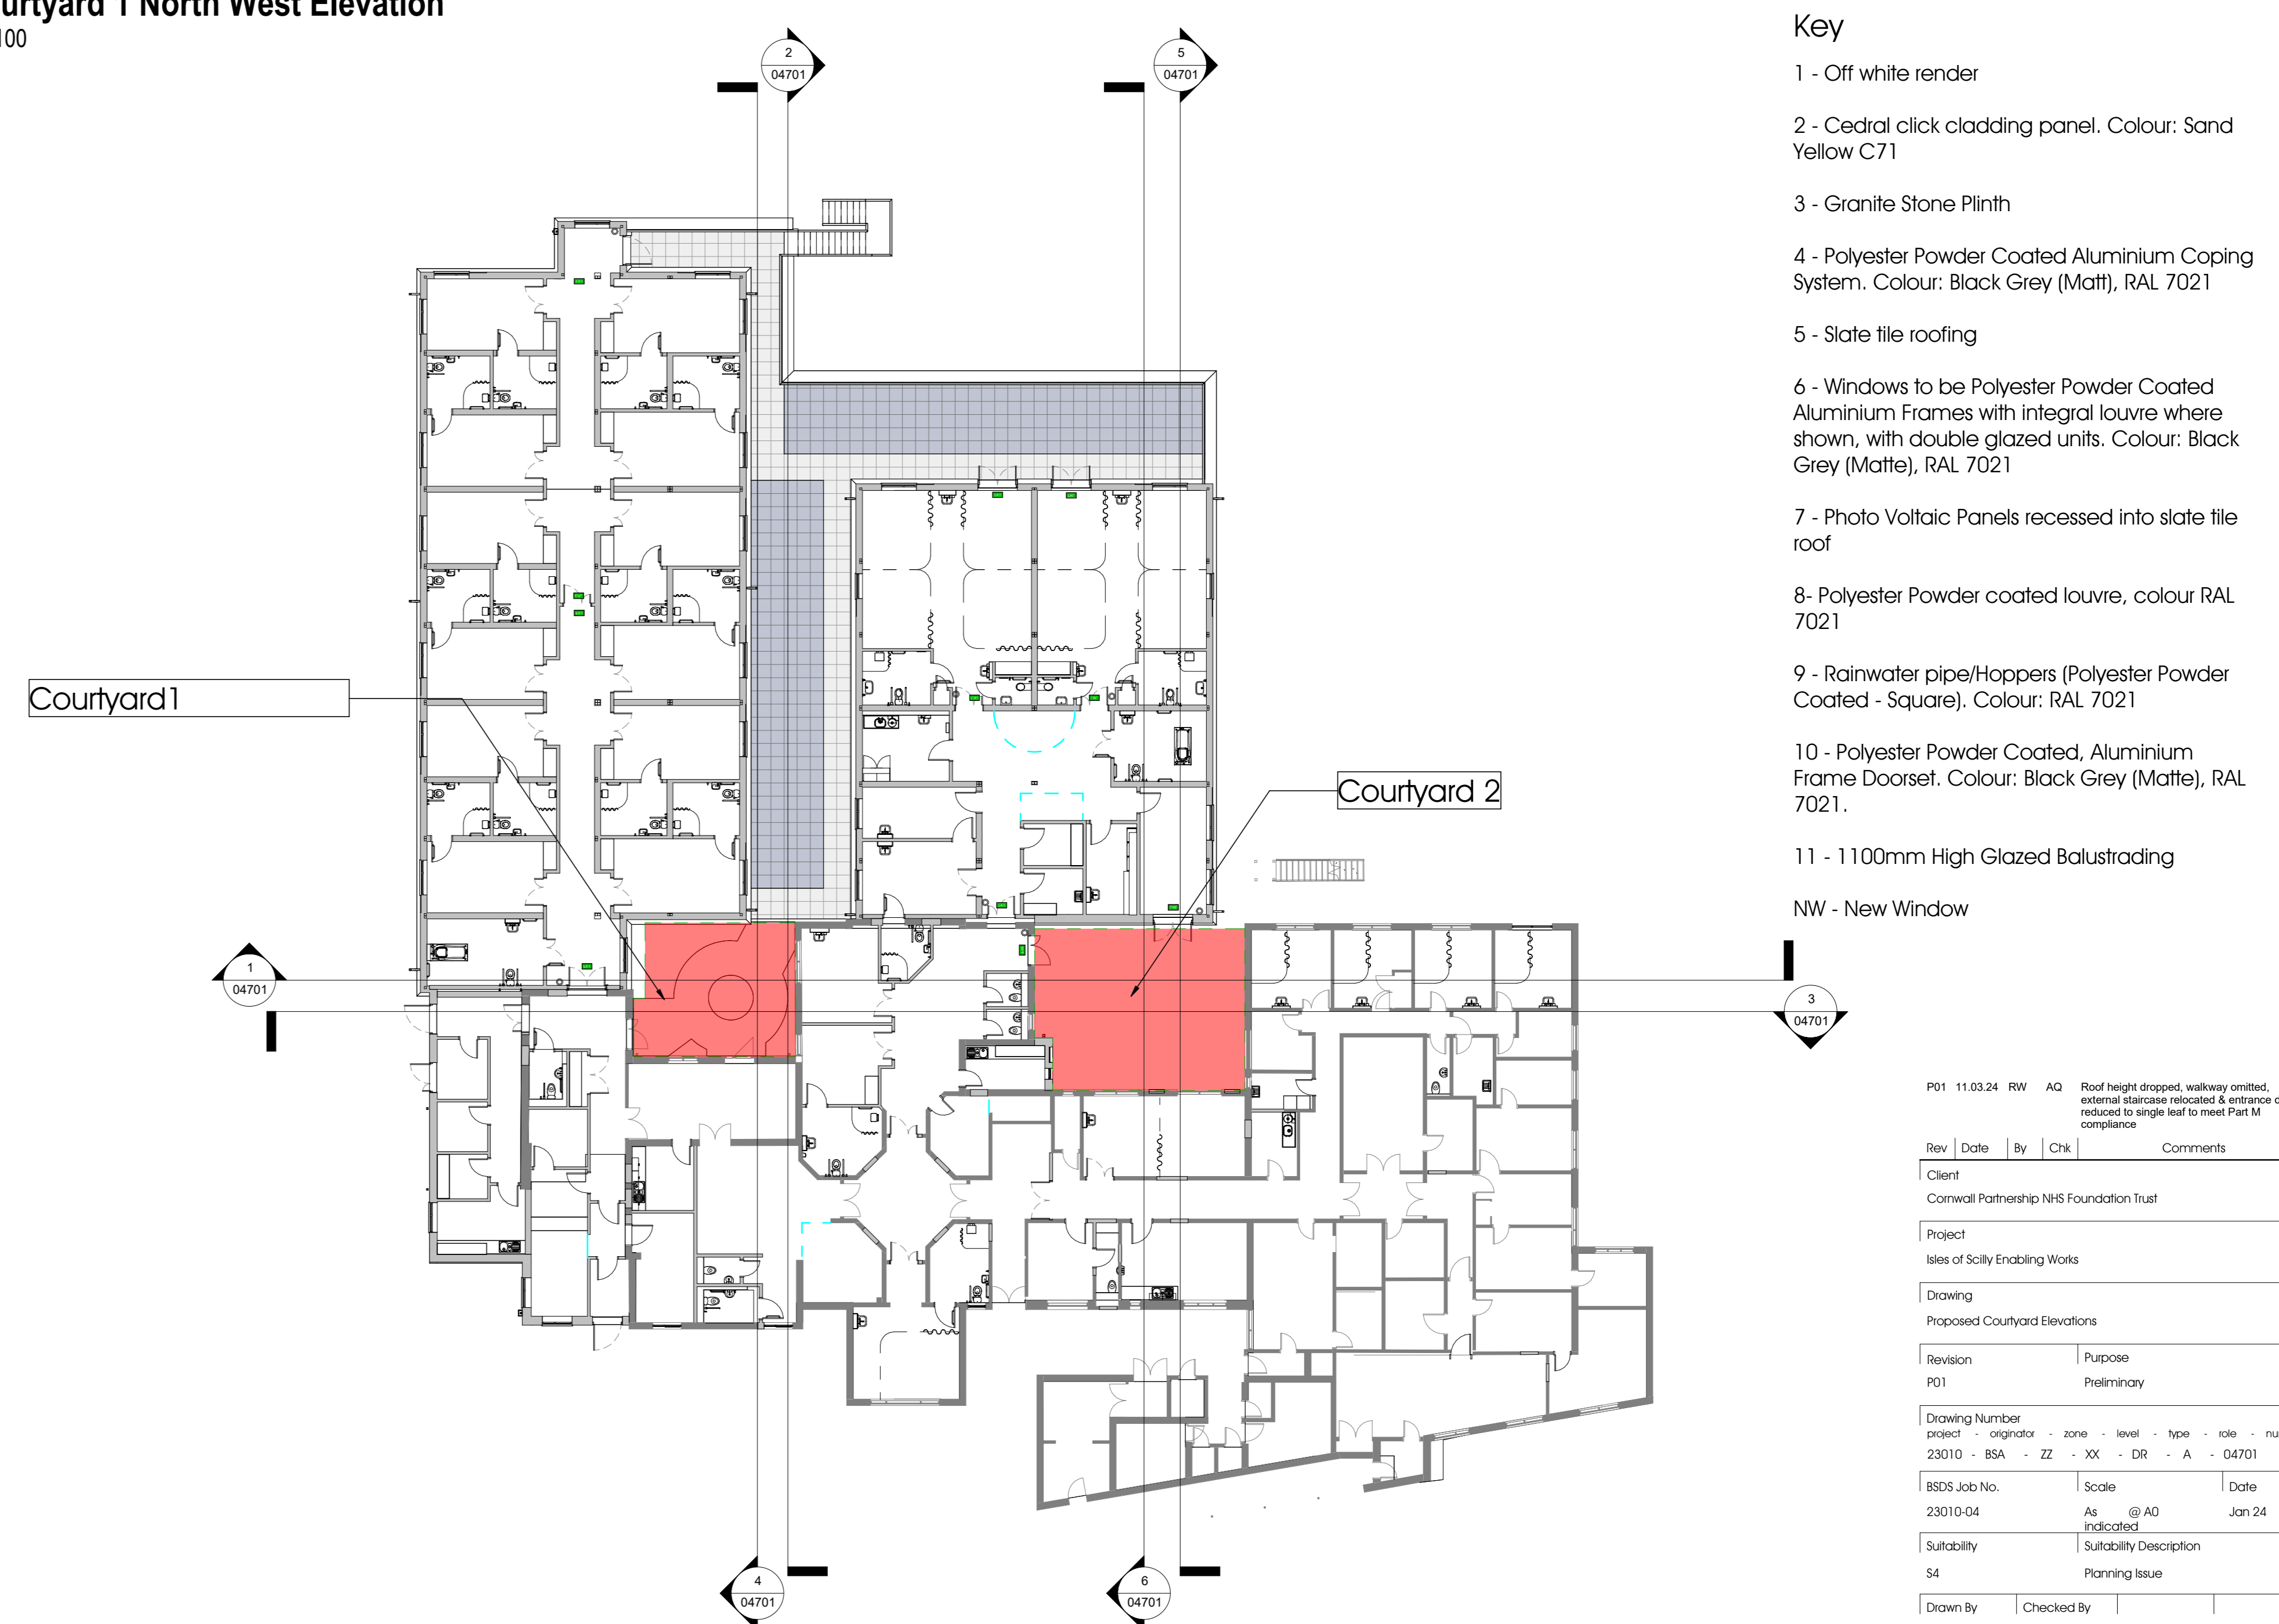 urtyard 1 North West Elevation
100
2
04701
5
04701
Courtyard1
Courtyard 2
1
04701
3
04701
4
04701
6
04701
Key
1 - Off white render
2 - Cedral click cladding panel. Colour: Sand
Yellow C71
3 - Granite Stone Plinth
4 - Polyester Powder Coated Aluminium Coping
System. Colour: Black Grey (Matt), RAL 7021
5 - Slate tile roofing
6 - Windows to be Polyester Powder Coated
Aluminium Frames with integral louvre where
shown, with double glazed units. Colour: Black
Grey (Matte), RAL 7021
7 - Photo Voltaic Panels recessed into slate tile
roof
8- Polyester Powder coated louvre, colour RAL
7021
9 - Rainwater pipe/Hoppers (Polyester Powder
Coated - Square). Colour: RAL 7021
10 - Polyester Powder Coated, Aluminium
Frame Doorset. Colour: Black Grey (Matte), RAL
7021.
11 - 1100mm High Glazed Balustrading
NW - New Window
P01 11.03.24 RW AQ Roof height dropped, walkway omitted,
external staircase relocated & entrance
reduced to single leaf to meet Part M
compliance
Rev Date By Chk Comments
Client
Cornwall Partnership NHS Foundation Trust
Project
Isles of Scilly Enabling Works
Drawing
Proposed Courtyard Elevations
Revision Purpose
P01 Preliminary
Drawing Number
project - originator - zone - level - type - role - nu
23010 - BSA - ZZ - XX - DR - A - 04701
BSDS Job No. Scale Date
23010-04 As @ A0 Jan 24
indicated
Suitability Suitability Description
S4 Planning Issue
Drawn By Checked By